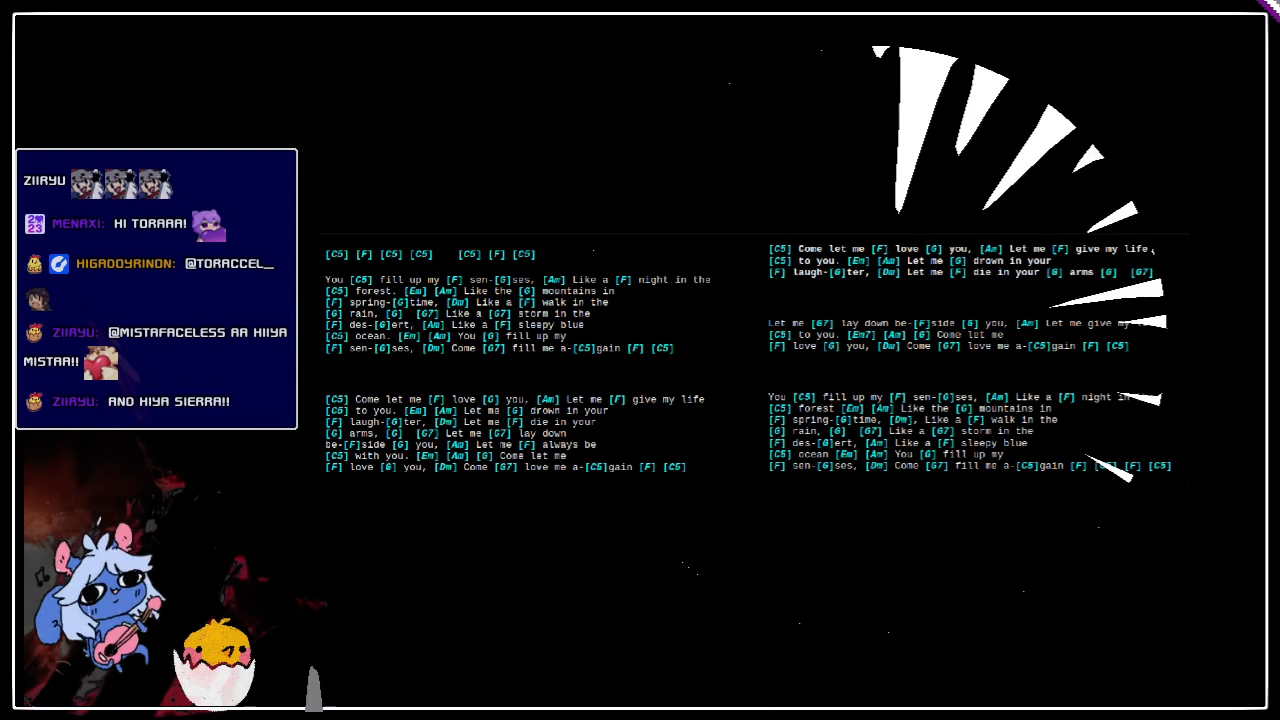 ZIIRYU
MENAXI: HI TORAAA!
HIGADOYRINON: @TORACCEL_
ZIIRYU: @MISTAFACELESS AA HIIYA
MISTAA!!
ZIIRYU: AND HIYA SIERRA!!
[C5] [F] [C5] [C5] [C5] [F] [C5]
You [C5] fill up my [F] sen-[G]ses, [Am] Like a [F] night in the
[C5] forest, [Em] [Am] Like the [G] mountains in
[F] spring-[G]time, [Dm] Like a [F] walk in the
[G] rain, [G] [G7] Like a [G7] storm in the
[F] des-[G]ert, [Am] Like a [F] sleepy blue
[C5] ocean. [Em] [Am] You [G] fill up my
[F] sen-[G]ses, [Dm] Come [G7] fill me a-[C5]gain [F] [C5]
[C5] Come let me [F] love [G] you, [Am] Let me [F] give my life
[C5] to you. [Em] [Am] Let me [G] drown in your
[F] laugh-[G]ter, [Dm] Let me [F] die in your
[G] arms, [G] [G7] Let me [G7] lay down
be-[F]side [G] you, [Am] Let me [F] always be
[C5] with you. [Em] [Am] [G] Come let me
[F] love [G] you, [Dm] Come [G7] love me a-[C5]gain [F] [C5]
[C5] Come let me [F] love [G] you, [Am] Let me [F] give my life,
[C5] to you. [Em] [Am] Let me [G] drown in your
[F] laugh-[G]ter, [Dm] Let me [F] die in your [G] arms [G] [G7]
Let me [G7] lay down be-[F]side [G] you, [Am] Let me give my
[C5] to you. [Em7] [Am] [G] Come let me
[F] love [G] you, [Dm] Come [G7] love me a-[C5]gain [F] [C5]
You [C5] fill up my [F] sen-[G]ses, [Am] Like a [F] night in
[C5] forest [Em] [Am] Like the [G] mountains in
[F] spring-[G]time, [Dm], Like a [F] walk in the
[G] rain, [G] [G7] Like a [G7] storm in the
[F] des-[G]ert, [Am] Like a [F] sleepy blue
[C5] ocean [Em] [Am] You [G] fill up my
[F] sen-[G]ses, [Dm] Come [G7] fill me a-[C5]gain [F] [F] [C5]